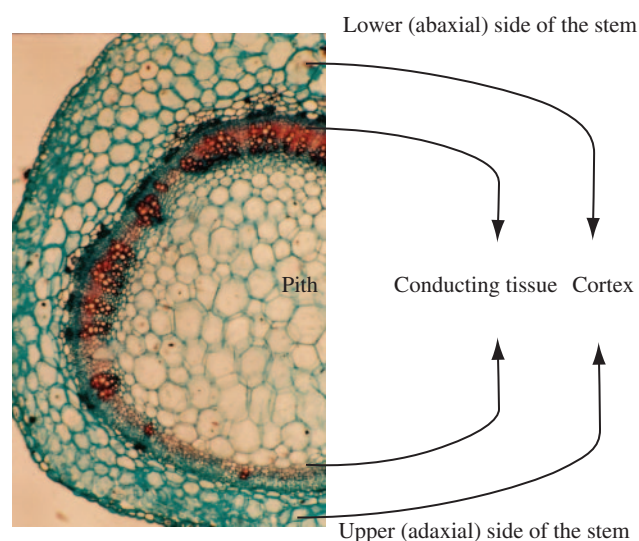 Lower (abaxial) side of the stem
Pith
Conducting tissue
Cortex
Upper (adaxial) side of the stem